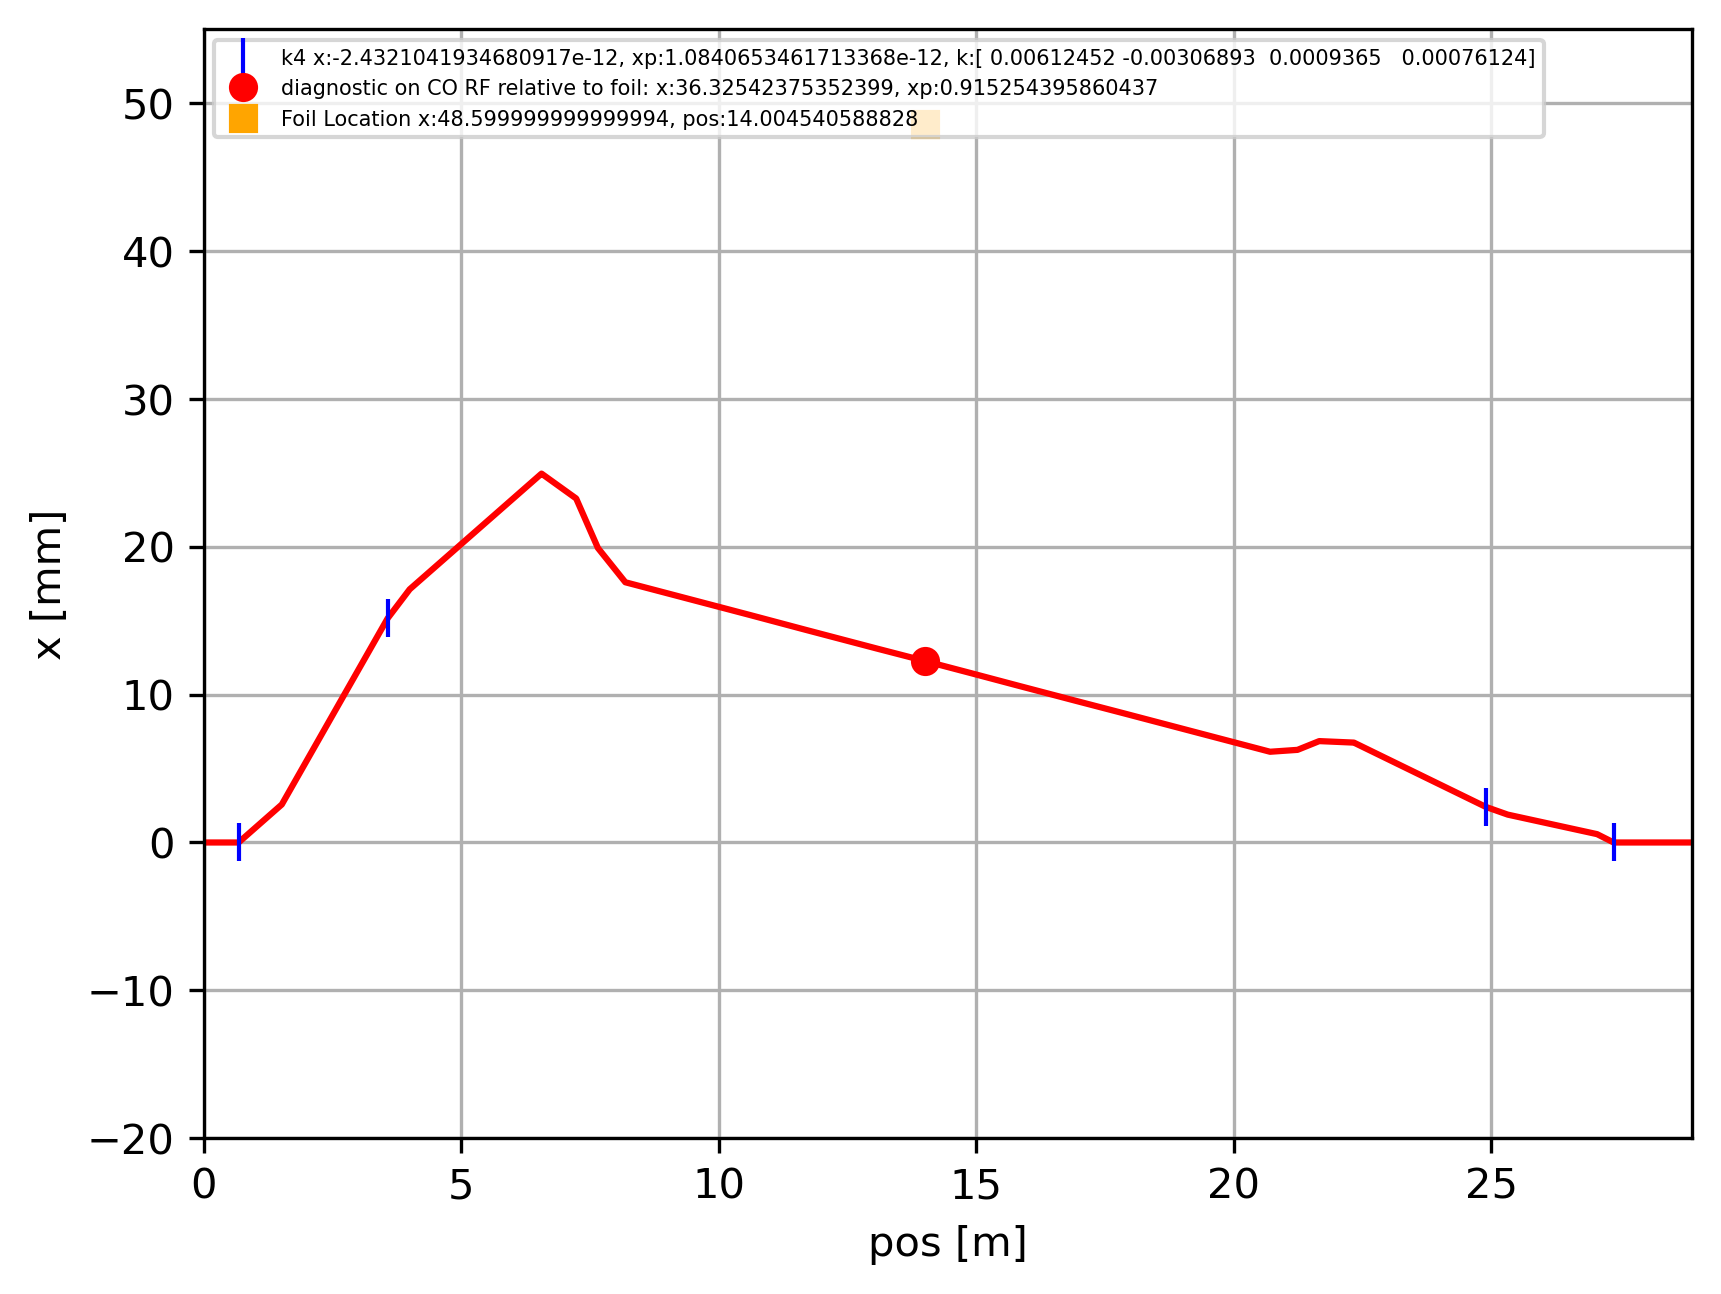 k4 x:-2.4321041934680917e-12, xp:1.0840653461713368e-12, k:[ 0.00612452 -0.00306893  0.0009365   0.00076124]
diagnostic on CO RF relative to foil: x:36.32542375352399, xp:0.915254395860437
Foil Location x:48.599999999999994, pos:14.004540588828
50
40
30
20
10
0
−10
−20
x [mm]
0 5 10 15 20 25
pos [m]